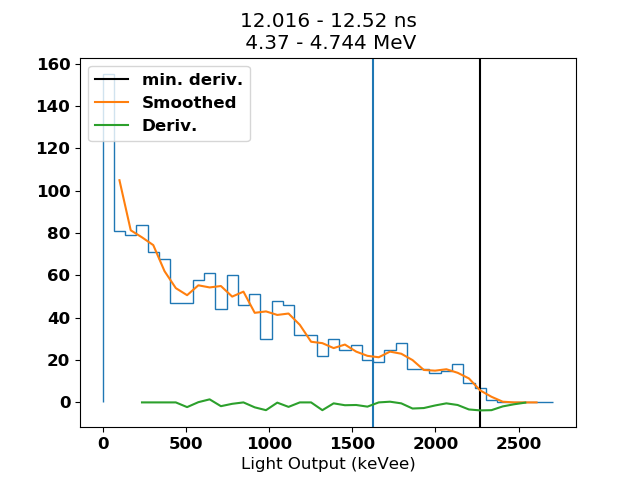 12.016 - 12.52 ns
4.37 - 4.744 MeV
160
140
120
100
80
60
40
20
0
min. deriv.
Smoothed
Deriv.
0
500
1000
1500
2000
2500
Light Output (keVee)